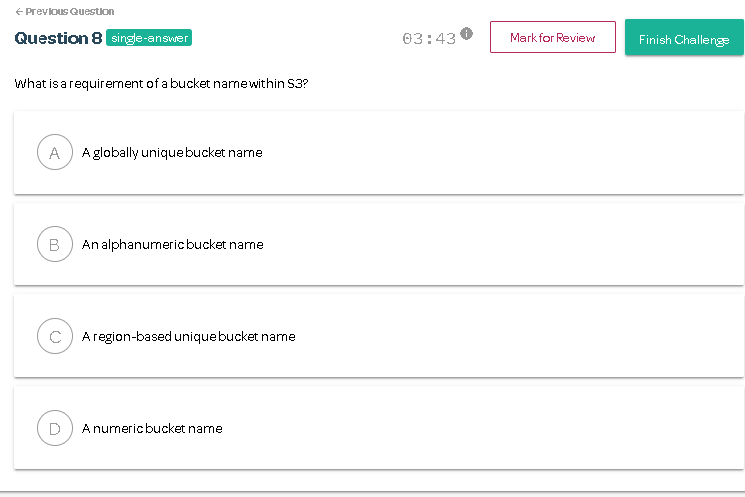 ← Previous Question
Question 8 single-answer 03:43 i Mark for Review Finish Challenge
What is a requirement of a bucket name within S3?
A A globally unique bucket name
B An alphanumeric bucket name
C A region-based unique bucket name
D A numeric bucket name